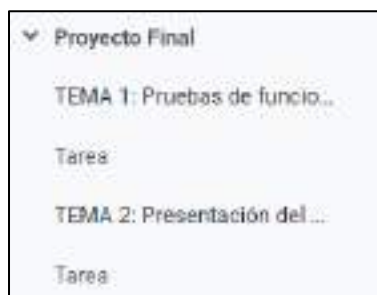 Proyecto Final
TEMA 1: Pruebas de funcio...
Tarea
TEMA 2: Presentación del ...
Tarea